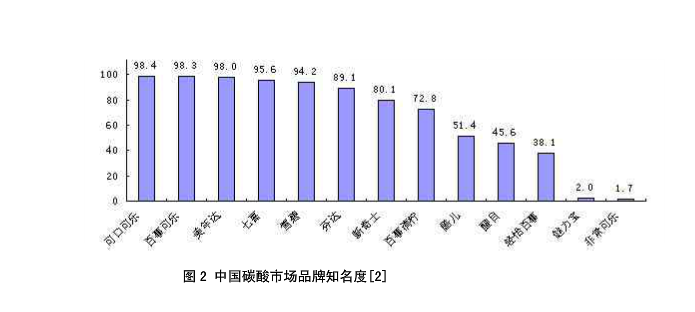 98.4 98.3 98.0 95.6 94.2 89.1 80.1 72.8 51.4 45.6 38.1 2.0 1.7
100
80
60
40
20
0
可口可乐 百事可乐 美年达 七喜 雪碧 芬达 新奇士 百事清柠 酷儿 醒目 轻怡百事 健力宝 非常可乐
图2 中国碳酸市场品牌知名度[2]